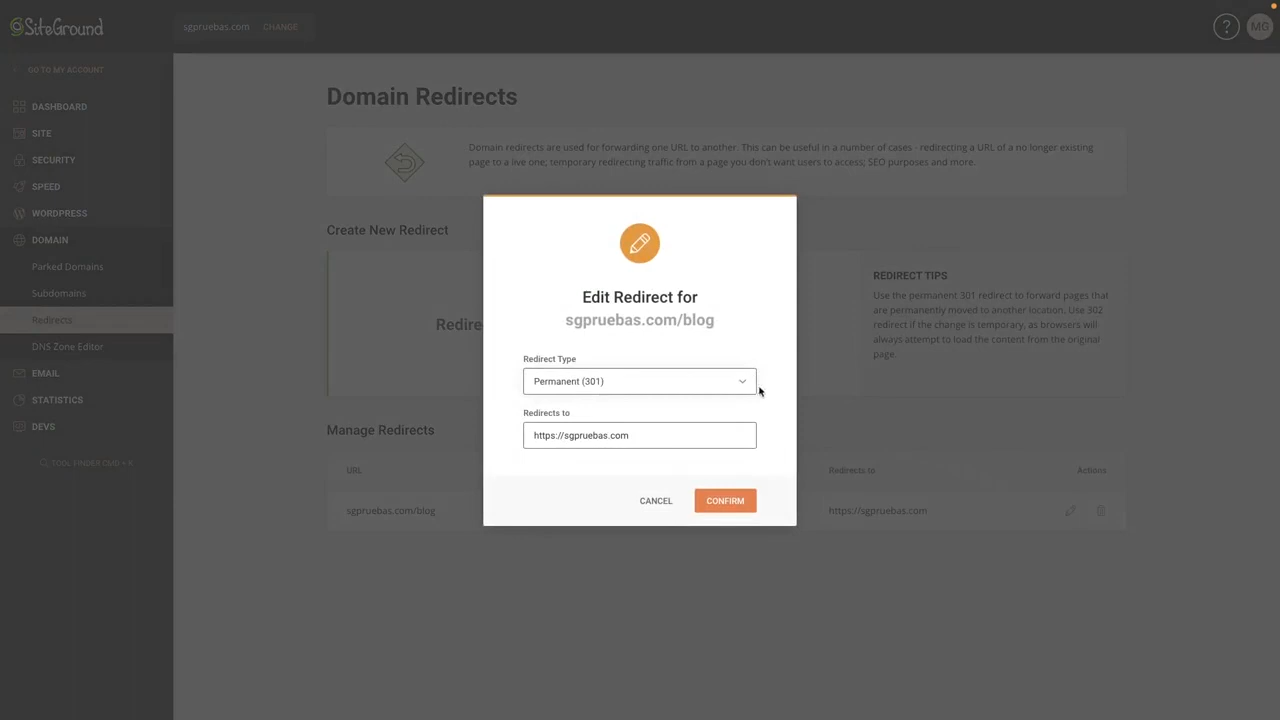 SiteGround
sgpruebas.com CHANGE
? MG
GO TO MY ACCOUNT
DASHBOARD
SITE
SECURITY
SPEED
WORDPRESS
DOMAIN
Parked Domains
Subdomains
Redirects
DNS Zone Editor
EMAIL
STATISTICS
DEVS
TOOL FINDER CMD + K
Domain Redirects
Domain redirects are used for forwarding one URL to another. This can be useful in a number of cases - redirecting a URL of a no longer existing
page to a live one; temporary redirecting traffic from a page you don't want users to access; SEO purposes and more.
Create New Redirect
Redire
REDIRECT TIPS
Use the permanent 301 redirect to forward pages that
are permanently moved to another location. Use 302
redirect if the change is temporary, as browsers will
always attempt to load the content from the original
page.
Manage Redirects
URL Redirects to Actions
sgpruebas.com/blog https://sgpruebas.com
Edit Redirect for
sgpruebas.com/blog
Redirect Type
Permanent (301)
Redirects to
https://sgpruebas.com
CANCEL CONFIRM